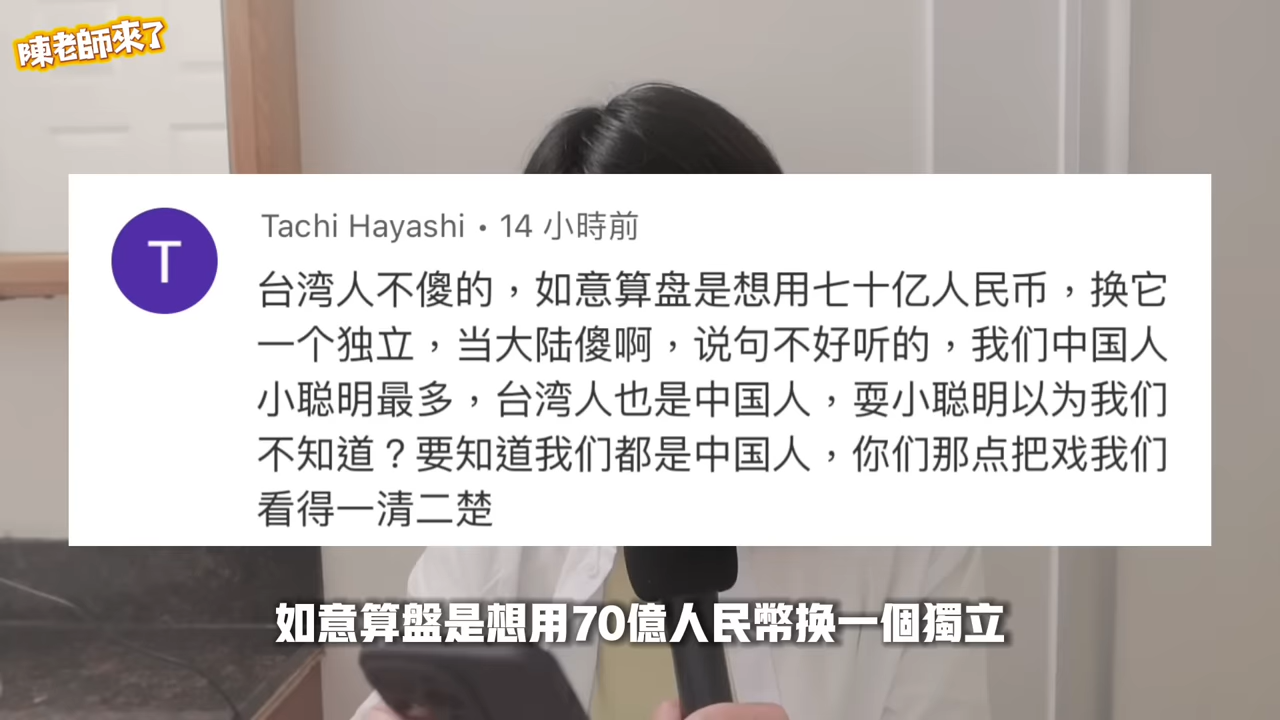 陳老師來了
T
Tachi Hayashi • 14 小時前
台湾人不傻的，如意算盘是想用七十亿人民币，换它
一个独立，当大陆傻啊，说句不好听的，我们中国人
小聪明最多，台湾人也是中国人，耍小聪明以为我们
不知道？要知道我们都是中国人，你们那点把戏我们
看得一清二楚
如意算盤是想用70億人民幣换一個獨立